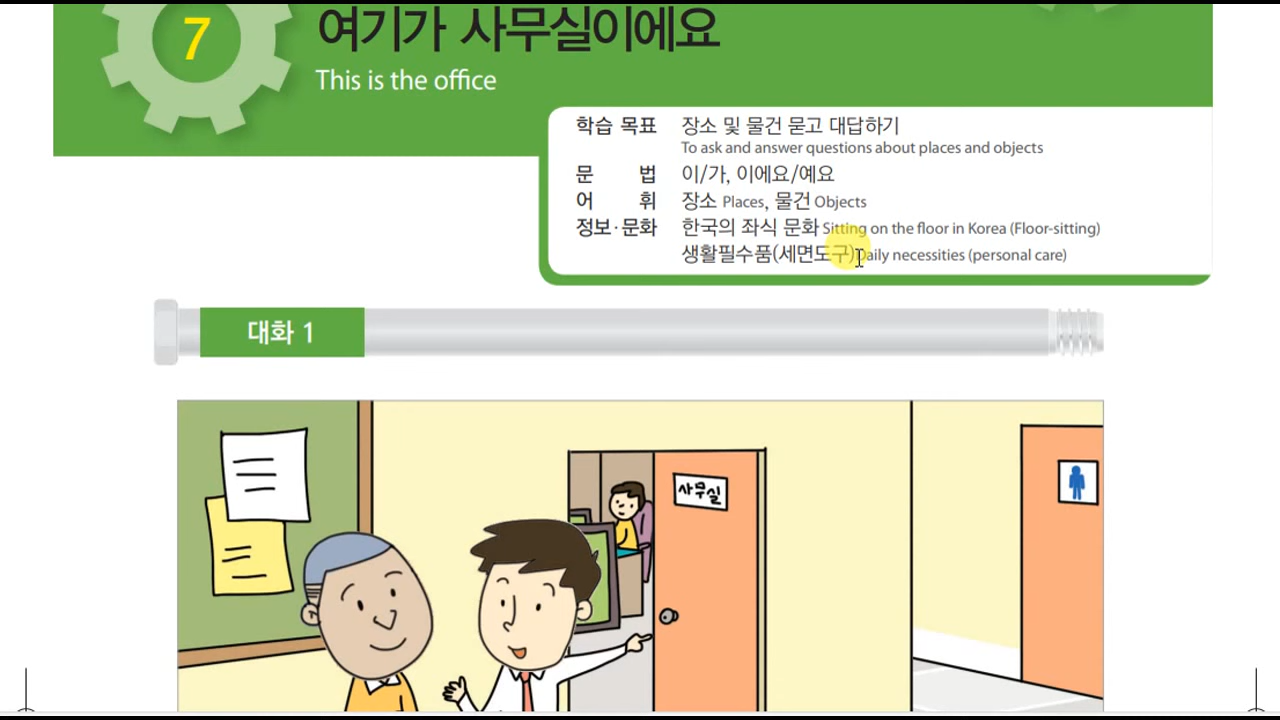 7
여기가 사무실이에요
This is the office
학습 목표 장소 및 물건 묻고 대답하기
To ask and answer questions about places and objects
문 법 이/가, 이에요/예요
어 휘 장소 Places, 물건 Objects
정보·문화 한국의 좌식 문화 Sitting on the floor in Korea (Floor-sitting)
생활필수품(세면도구) Daily necessities (personal care)
대화 1
사무실